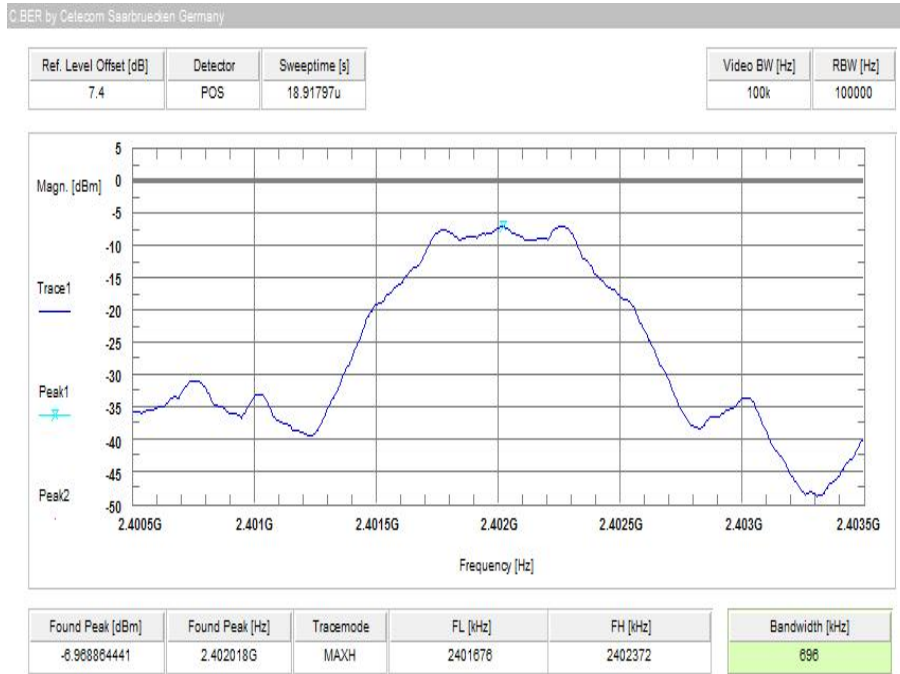 C.BER by Cetecom Saarbruecken Germany
Ref. Level Offset [dB] Detector Sweeptime [s] Video BW [Hz] RBW [Hz]
7.4 POS 18.91797u 100k 100000
Magn. [dBm]
5
0
-5
-10
-15
-20
-25
-30
-35
-40
-45
-50
Trace1
Peak1
Peak2
2.4005G 2.401G 2.4015G 2.402G 2.4025G 2.403G 2.4035G
Frequency [Hz]
Found Peak [dBm] Found Peak [Hz] Tracemode FL [kHz] FH [kHz] Bandwidth [kHz]
-6.968864441 2.402018G MAXH 2401676 2402372 696